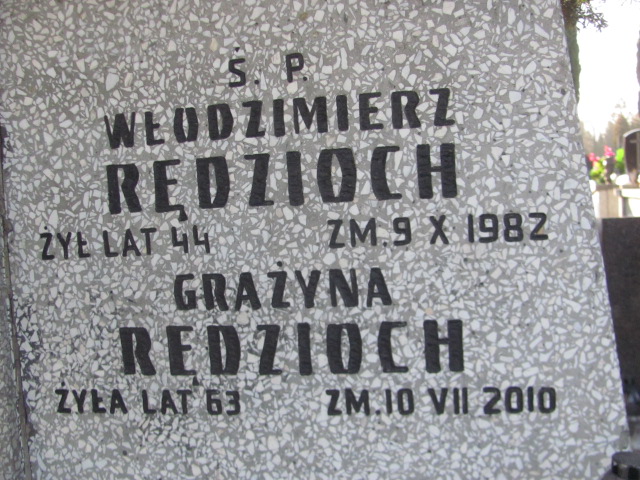 Ś. P.
WŁODZIMIERZ
RĘDZIOCH
ŻYŁ LAT 44 ZM. 9 X 1982
GRAŻYNA
RĘDZIOCH
ŻYŁA LAT 63 ZM. 10 VII 2010